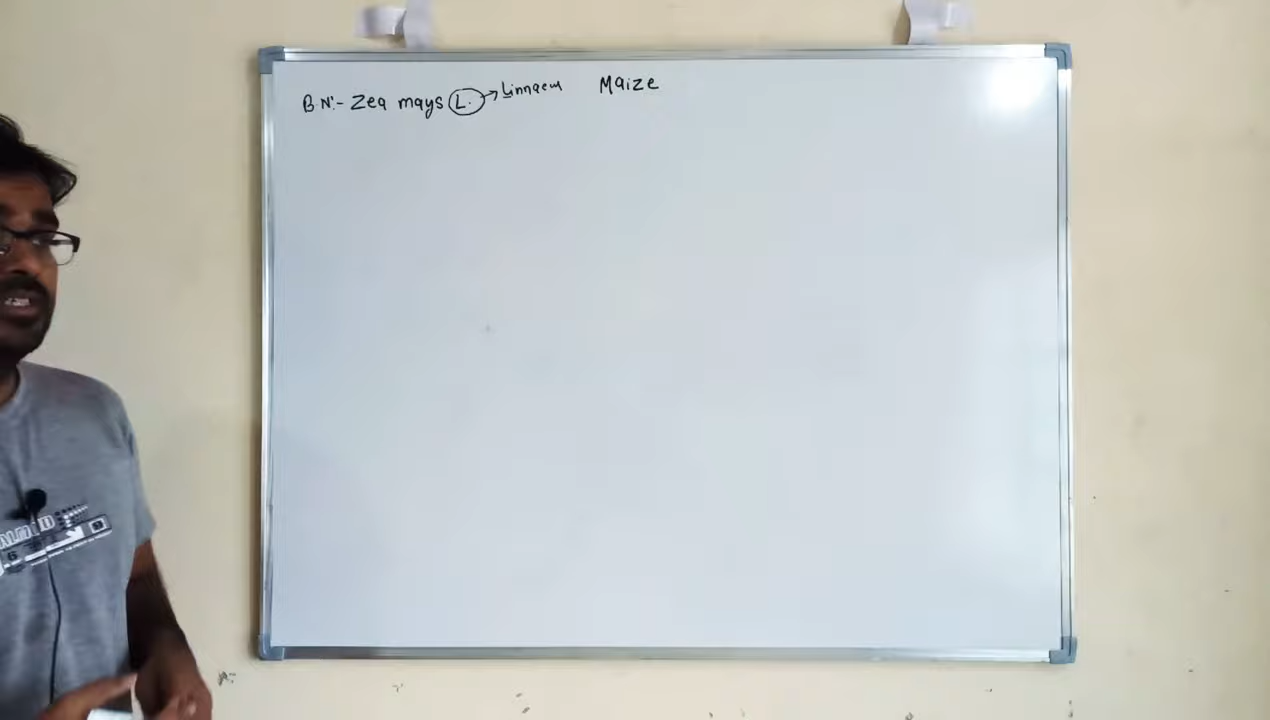 Maize
B N:- Zea mays L. → Linnaeus